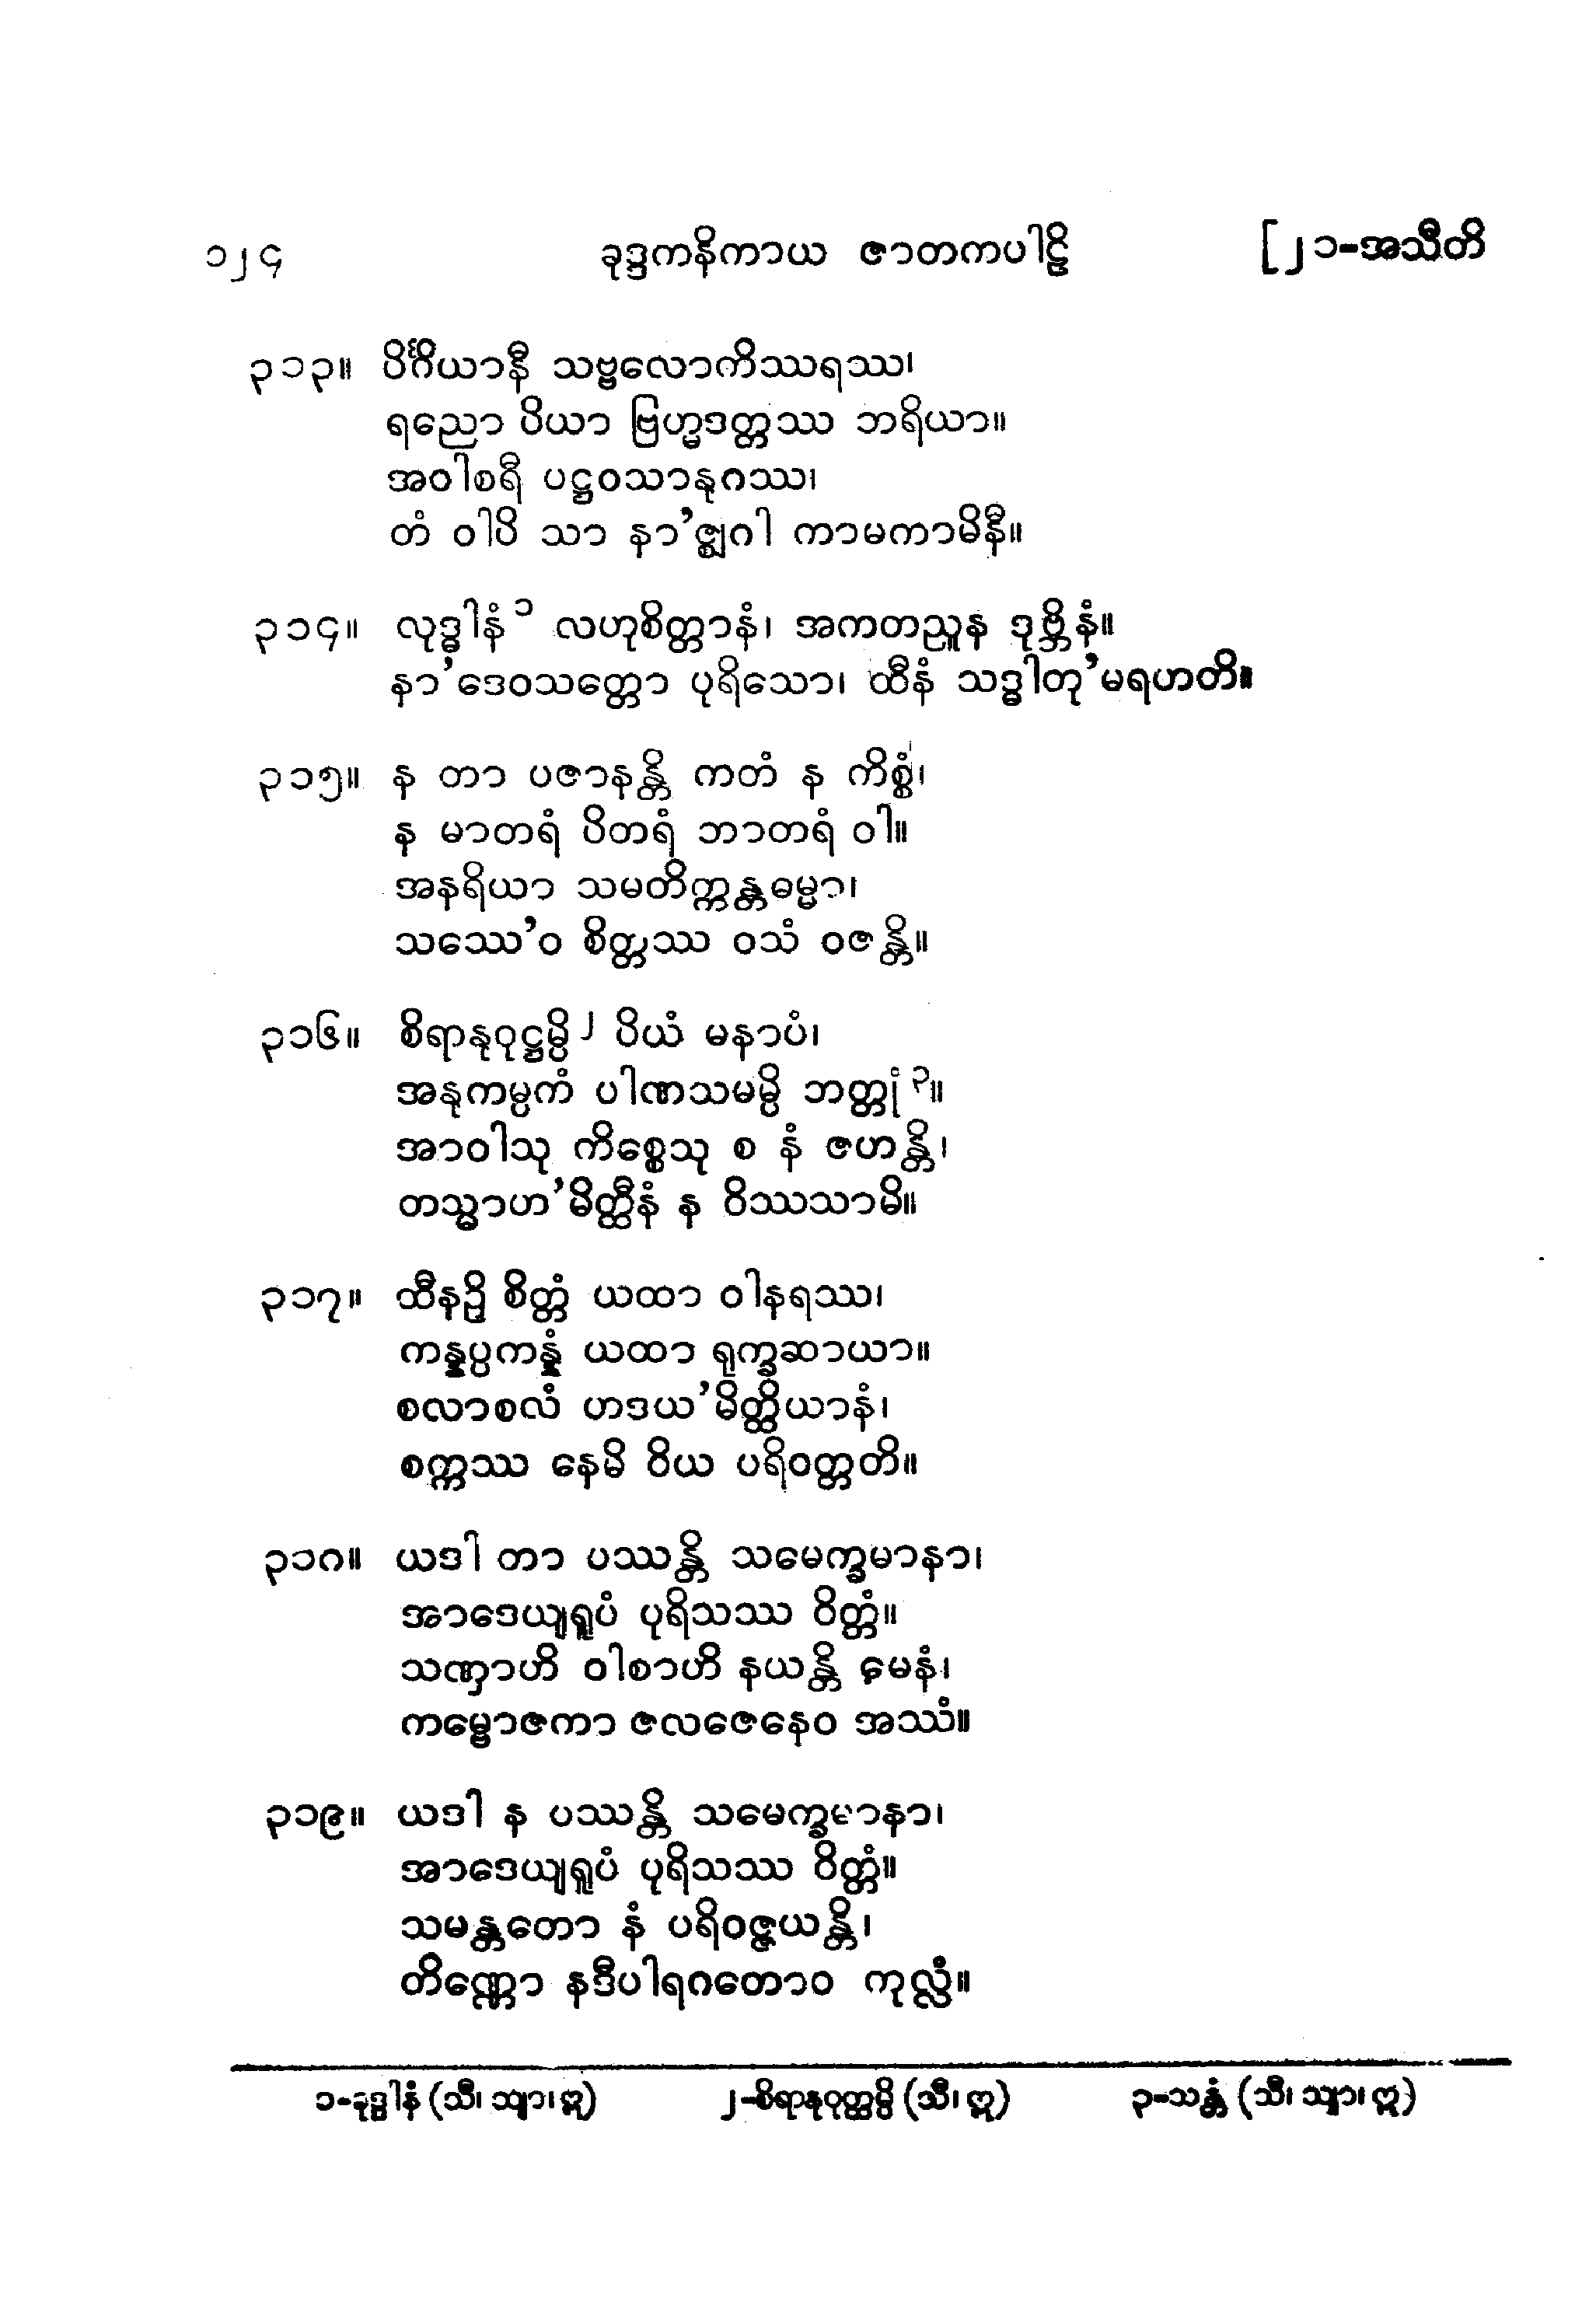 ၁၂၄ ခုဒ္ဒကနိကာယ ဇာတကပါဠိ [၂၁-အသီတိ
၃၁၃။ ပိင်္ဂိယာနီ သဗ္ဗလောကိဿရဿ၊
ရညော ပိယာ ဗြဟ္မဒတ္တဿ ဘရိယာ။
အဝါစရီ ပဋ္ဌဝသာနုဂဿ၊
တံ ဝါပိ သာ နာ’ဇ္ဈဂါ ကာမကာမိနီ။
၃၁၄။ လုဒ္ဓါနံ ၁ လဟုစိတ္တာနံ၊ အကတညူန ဒုဗ္ဘိနံ။
နာ’ဒေဝသတ္တော ပုရိသော၊ ထီနံ သဒ္ဓါတု’မရဟတိ။
၃၁၅။ န တာ ပဇာနန္တိ ကတံ န ကိစ္စံ၊
န မာတရံ ပိတရံ ဘာတရံ ဝါ။
အနရိယာ သမတိက္ကန္တဓမ္မာ၊
သဿေ’ဝ စိတ္တဿ ဝသံ ဝဇန္တိ။
၃၁၆။ စိရာနုဝုဋ္ဌမ္ပိ ၂ ပိယံ မနာပံ၊
အနုကမ္ပကံ ပါဏသမမ္ပိ ဘတ္တုံ ၃။
အာဝါသု ကိစ္စေသု စ နံ ဇဟန္တိ၊
တသ္မာဟ’မိတ္ထီနံ န ဝိဿသာမိ။
၃၁၇။ ထီနဉှိ စိတ္တံ ယထာ ဝါနရဿ၊
ကန္နပ္ပကန္နံ ယထာ ရုက္ခဆာယာ။
စလာစလံ ဟဒယ’မိတ္ထိယာနံ၊
စက္ကဿ နေမိ ဝိယ ပရိဝတ္တတိ။
၃၁၈။ ယဒါ တာ ပဿန္တိ သမေက္ခမာနာ၊
အာဒေယျရူပံ ပုရိသဿ ဝိတ္တံ။
သဏှာဟိ ဝါစာဟိ နယန္တိ မေနံ၊
ကမ္ဗောဇကာ ဇလဇေနေဝ အဿံ။
၃၁၉။ ယဒါ န ပဿန္တိ သမေက္ခမာနာ၊
အာဒေယျရူပံ ပုရိသဿ ဝိတ္တံ။
သမန္တတော နံ ပရိဝဇ္ဇယန္တိ၊
တိဏ္ဏော နဒီပါရဂတောဝ ကုလ္လံ။
၁-ခုဒ္ဒါနံ (သီ၊ သျာ၊ ဣ) ၂-စိရာနုဝုတ္ထမ္ပိ (သီ၊ ဣ) ၃-သန္တံ (သီ၊ သျာ၊ ဣ)